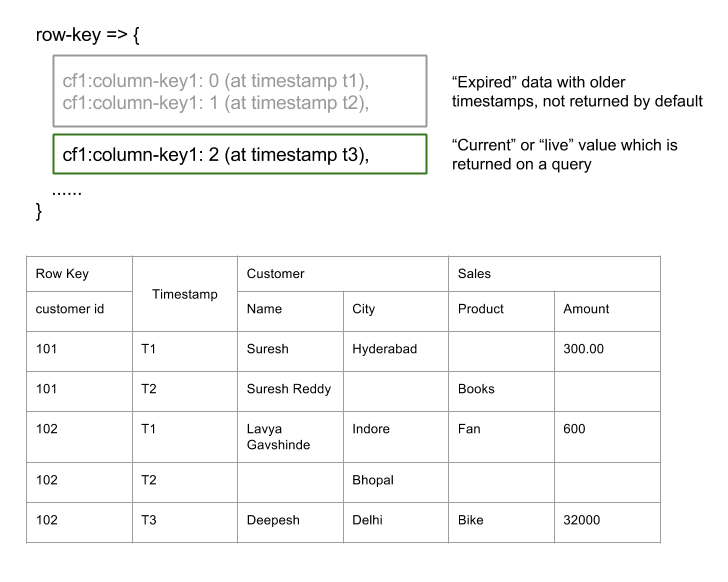 row-key => {
cf1:column-key1: 0 (at timestamp t1),
cf1:column-key1: 1 (at timestamp t2),
“Expired” data with older
timestamps, not returned by default
cf1:column-key1: 2 (at timestamp t3),
“Current” or “live” value which is
returned on a query
......
}
Row Key Timestamp Customer Sales
customer id Name City Product Amount
101 T1 Suresh Hyderabad 300.00
101 T2 Suresh Reddy Books
102 T1 Lavya Indore Fan 600
Gavshinde
102 T2 Bhopal
102 T3 Deepesh Delhi Bike 32000